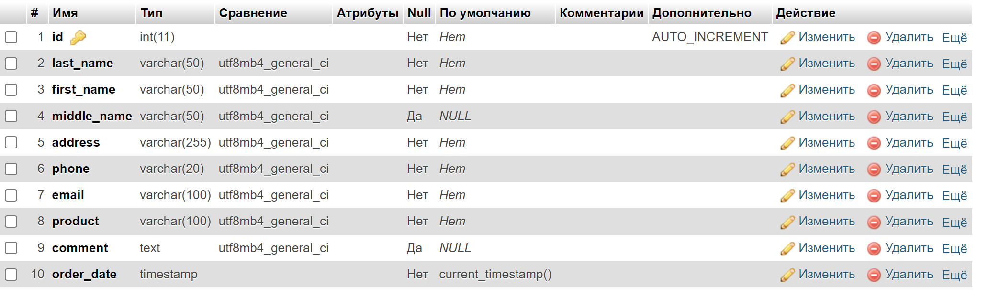 # Имя Тип Сравнение Атрибуты Null По умолчанию Комментарии Дополнительно Действие
1 id int(11) Нет Нет AUTO_INCREMENT Изменить Удалить Ещё
2 last_name varchar(50) utf8mb4_general_ci Нет Нет Изменить Удалить Ещё
3 first_name varchar(50) utf8mb4_general_ci Нет Нет Изменить Удалить Ещё
4 middle_name varchar(50) utf8mb4_general_ci Да NULL Изменить Удалить Ещё
5 address varchar(255) utf8mb4_general_ci Нет Нет Изменить Удалить Ещё
6 phone varchar(20) utf8mb4_general_ci Нет Нет Изменить Удалить Ещё
7 email varchar(100) utf8mb4_general_ci Нет Нет Изменить Удалить Ещё
8 product varchar(100) utf8mb4_general_ci Нет Нет Изменить Удалить Ещё
9 comment text utf8mb4_general_ci Да NULL Изменить Удалить Ещё
10 order_date timestamp Нет current_timestamp() Изменить Удалить Ещё